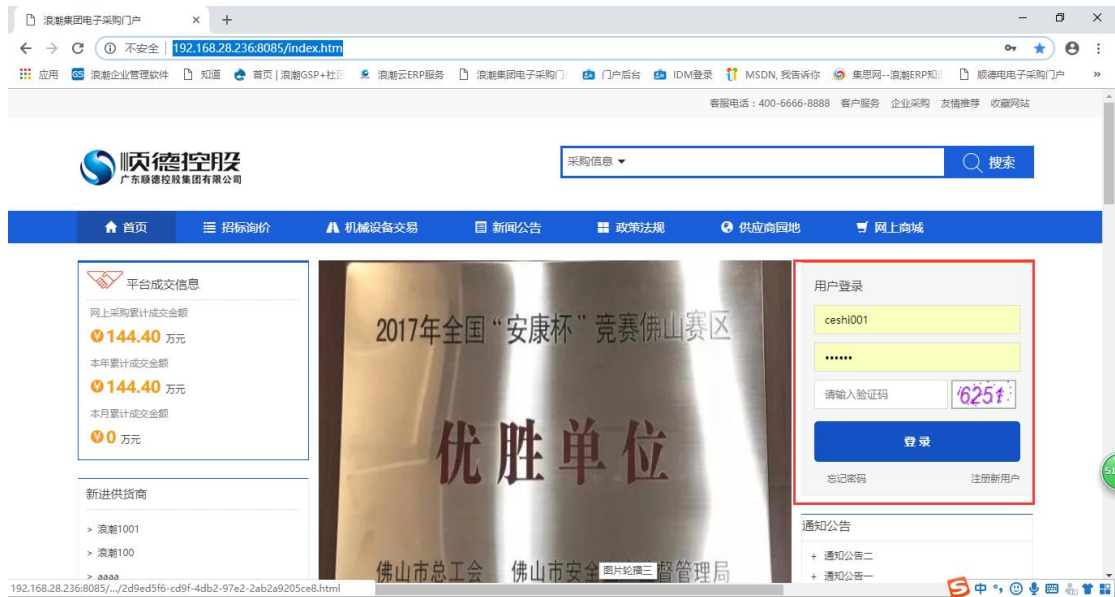 浪潮集团电子采购门户
不安全 | 192.168.28.236:8085/index.htm
应用 浪潮企业管理软件 知道 首页|浪潮GSP+社区 浪潮云ERP服务 浪潮集团电子采购门 门户后台 IDM登录 MSDN, 我告诉你 集思网--浪潮ERP知 顺德电电子采购门户 »
客服电话：400-6666-8888 客户服务 企业采购 友情推荐 收藏网站
顺德控股
广东顺德控股集团有限公司
采购信息 搜索
首页 招标询价 机械设备交易 新闻公告 政策法规 供应商园地 网上商城
平台成交信息
网上采购累计成交金额
144.40 万元
本年累计成交金额
144.40 万元
本月累计成交金额
0 万元
新进供货商
> 浪潮1001
> 浪潮100
> aaaa
2017年全国“安康杯”竞赛佛山赛区
优胜单位
佛山市总工会 佛山市安全 督管理局
图片轮播三
用户登录
ceshi001
••••••
请输入验证码 6251
登录
忘记密码 注册新用户
通知公告
+ 通知公告二
+ 通知公告一
192.168.28.236:8085/.../2d9ed5f6-cd9f-4db2-97e2-2ab2a9205ce8.html
51
中